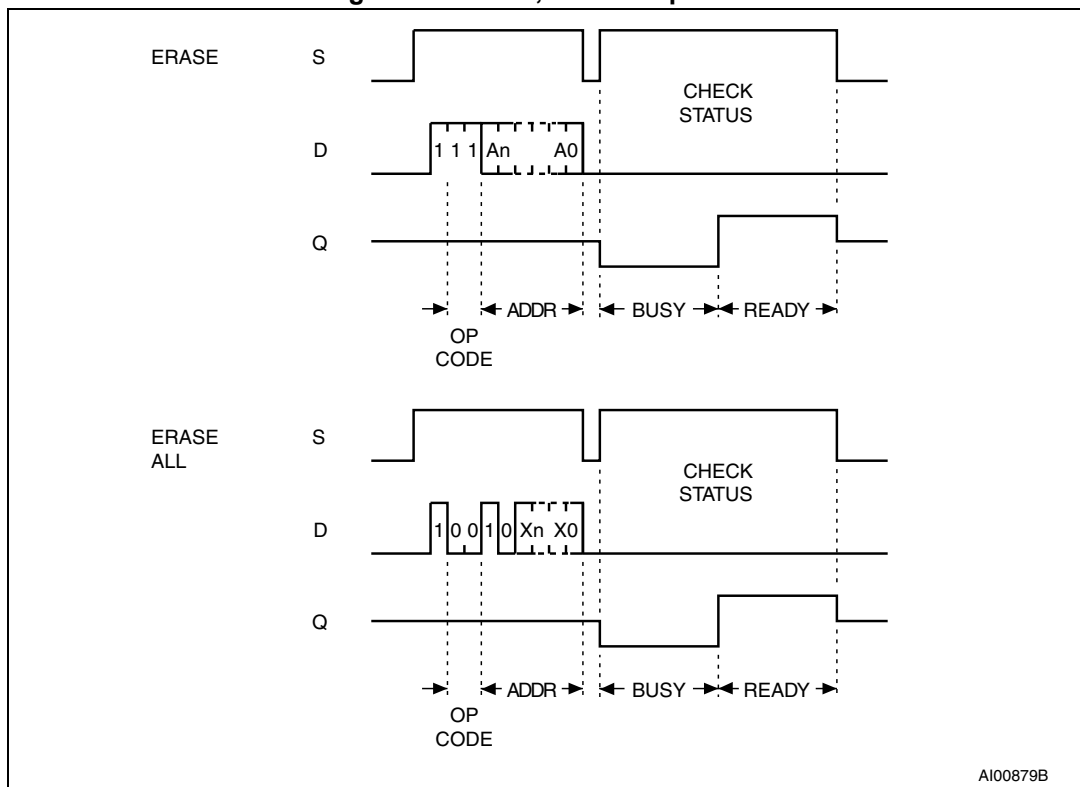 ERASE S
CHECK
STATUS
D 1 1 1 An A0
Q
ADDR BUSY READY
OP
CODE
ERASE
ALL S
CHECK
STATUS
D 1 0 0 1 0 Xn X0
Q
ADDR BUSY READY
OP
CODE
AI00879B